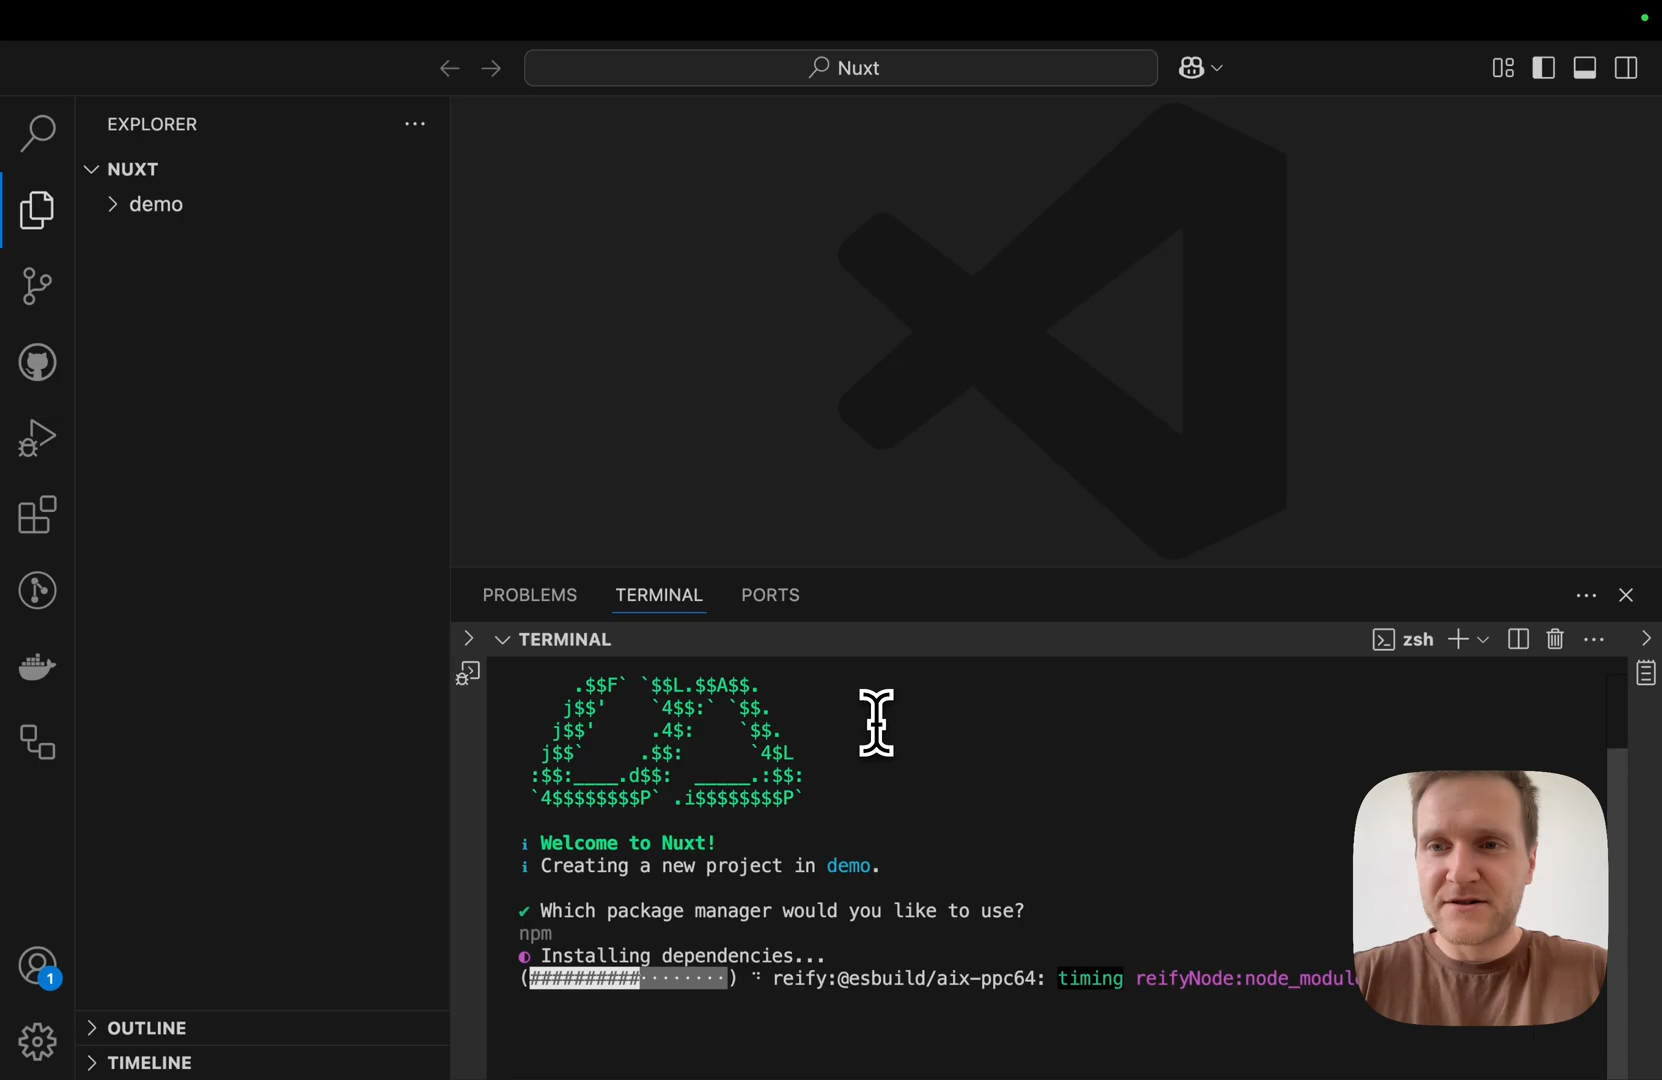 Nuxt
EXPLORER
NUXT
demo
PROBLEMS
TERMINAL
PORTS
TERMINAL
zsh
.$$F` `$$L.$$A$$.
j$$' `4$$:` `$$.
j$$' .4$: `$$.
j$$` .$$: `4$L
:$$:____.d$$: _____.:$$:
`4$$$$$$$$P` .i$$$$$$$$P`
i Welcome to Nuxt!
i Creating a new project in demo.
✔ Which package manager would you like to use?
npm
◐ Installing dependencies...
(##########⸩⠂⠂⠂⠂⠂⠂⠂) ⠙ reify:@esbuild/aix-ppc64: timing reifyNode:node_modul
1
OUTLINE
TIMELINE